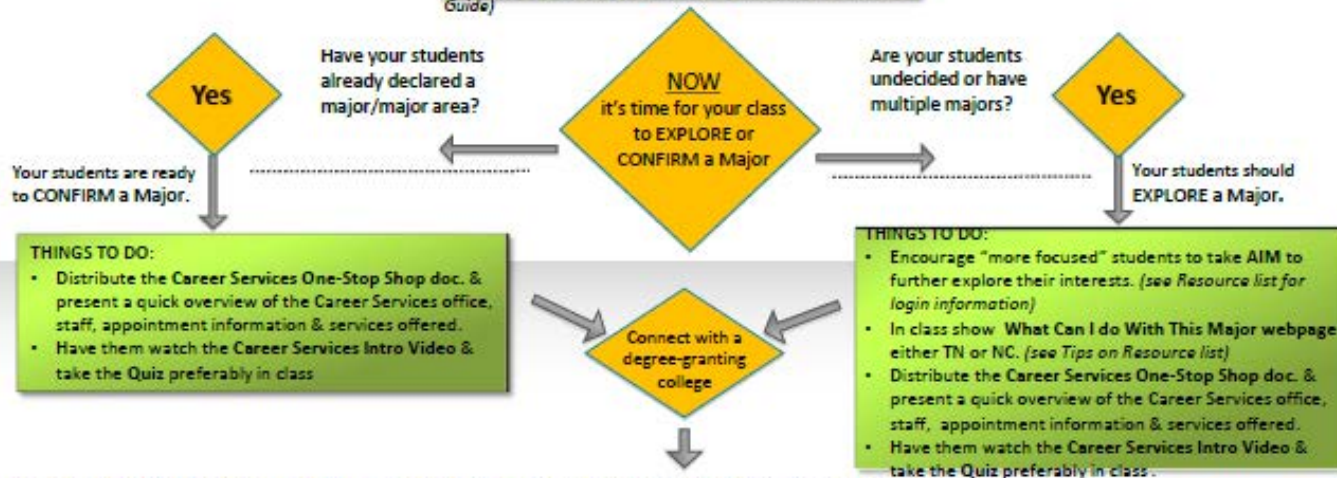 Guide)
Have your students
already declared a
major/major area?
Yes
NOW
it's time for your class
to EXPLORE or
CONFIRM a Major
Are your students
undecided or have
multiple majors?
Yes
Your students are ready
to CONFIRM a Major.
Your students should
EXPLORE a Major.
THINGS TO DO:
• Distribute the Career Services One-Stop Shop doc. &
present a quick overview of the Career Services office,
staff, appointment information & services offered.
• Have them watch the Career Services Intro Video &
take the Quiz preferably in class
Connect with a
degree-granting
college
THINGS TO DO:
• Encourage "more focused" students to take AIM to
further explore their interests. (see Resource list for
login information)
• In class show What Can I do With This Major webpage
either TN or NC. (see Tips on Resource list)
• Distribute the Career Services One-Stop Shop doc. &
present a quick overview of the Career Services office,
staff, appointment information & services offered.
• Have them watch the Career Services Intro Video &
take the Quiz preferably in class .